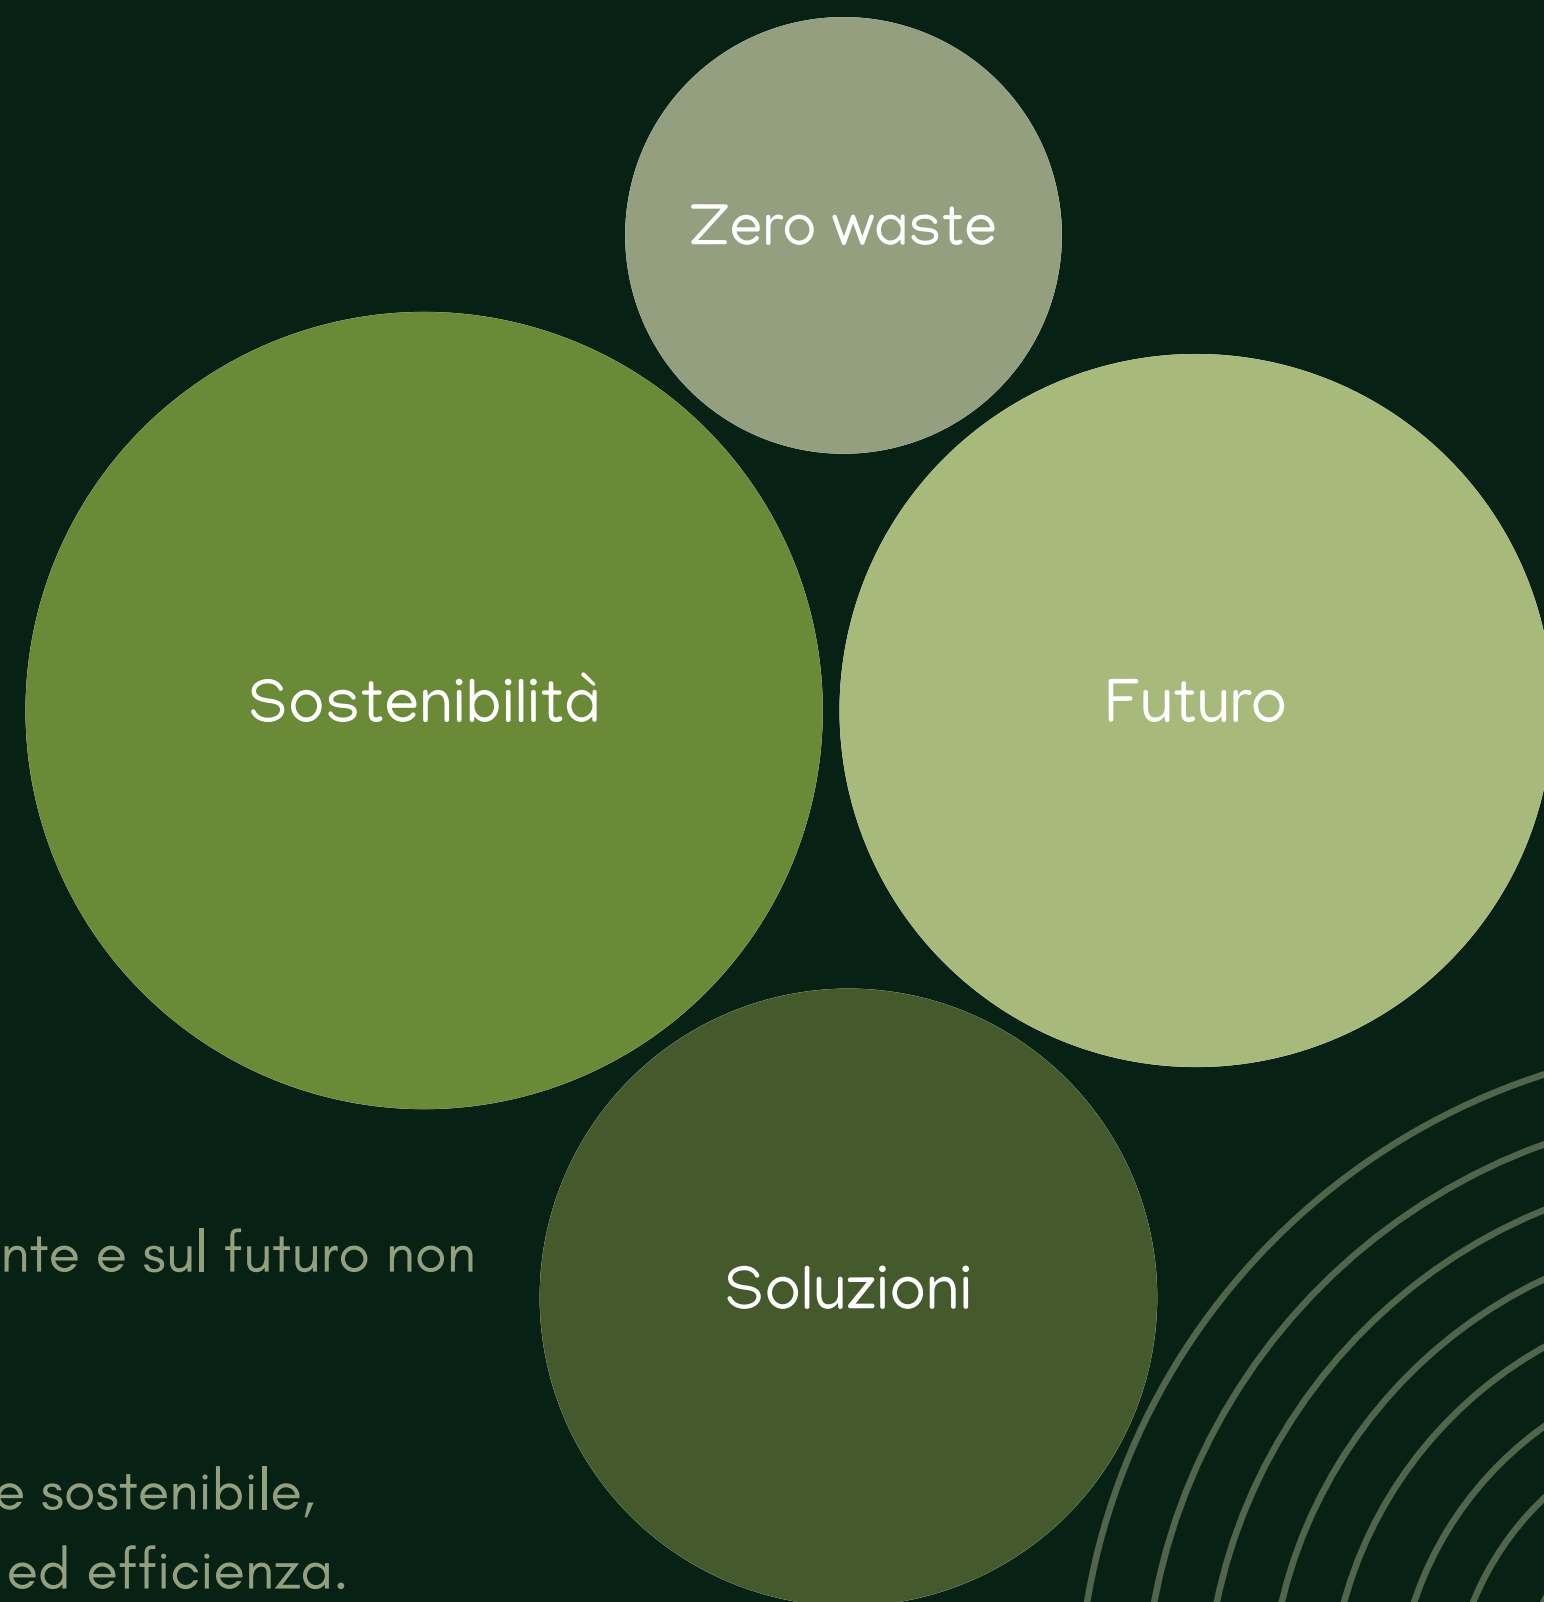 Zero waste
Sostenibilità
Futuro
nte e sul futuro non
Soluzioni
e sostenibile,
ed efficienza.